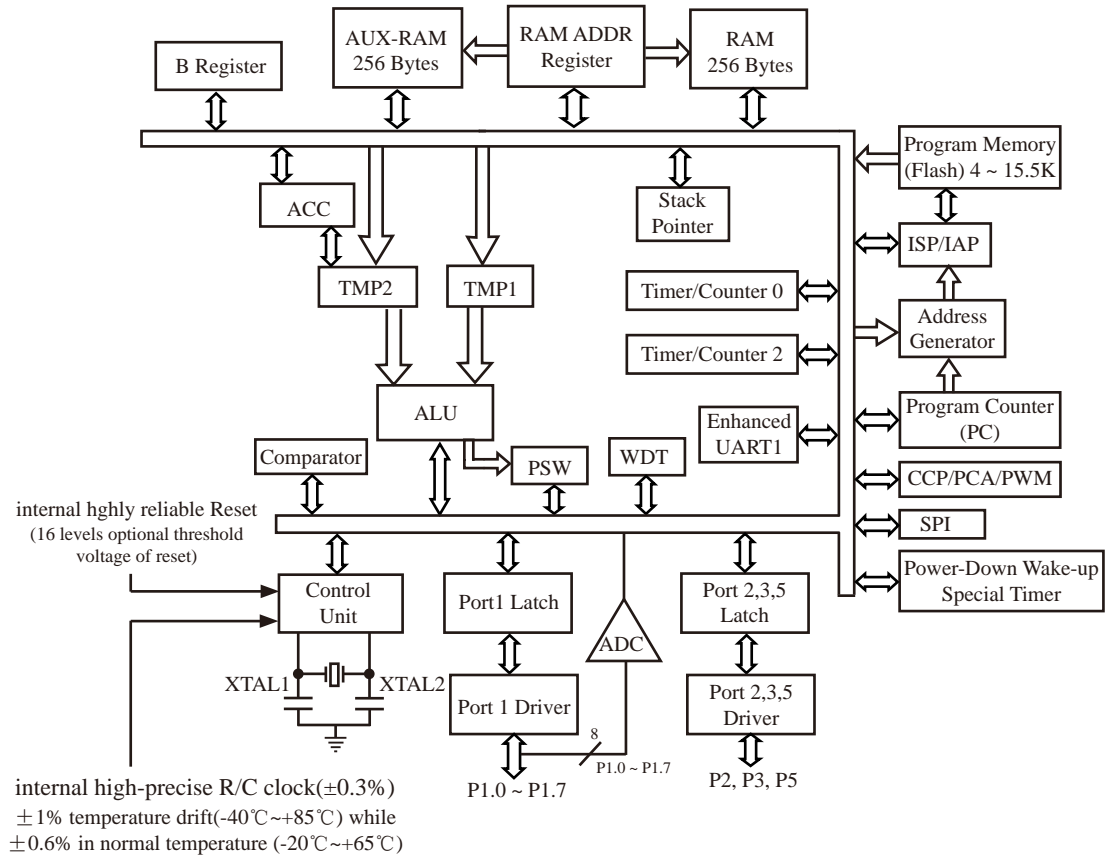 B Register
AUX-RAM
256 Bytes
RAM ADDR
Register
RAM
256 Bytes
Program Memory
(Flash) 4 ~ 15.5K
ACC
Stack
Pointer
ISP/IAP
TMP2
TMP1
Timer/Counter 0
Address
Generator
Timer/Counter 2
ALU
Enhanced
UART1
Program Counter
(PC)
Comparator
PSW
WDT
CCP/PCA/PWM
internal hghly reliable Reset
(16 levels optional threshold
voltage of reset)
SPI
Control
Unit
Port1 Latch
ADC
Port 2,3,5
Latch
Power-Down Wake-up
Special Timer
XTAL1
XTAL2
Port 1 Driver
Port 2,3,5
Driver
8
P1.0 ~ P1.7
P1.0 ~ P1.7
P2, P3, P5
internal high-precise R/C clock(±0.3%)
±1% temperature drift(-40℃~+85℃) while
±0.6% in normal temperature (-20℃~+65℃)